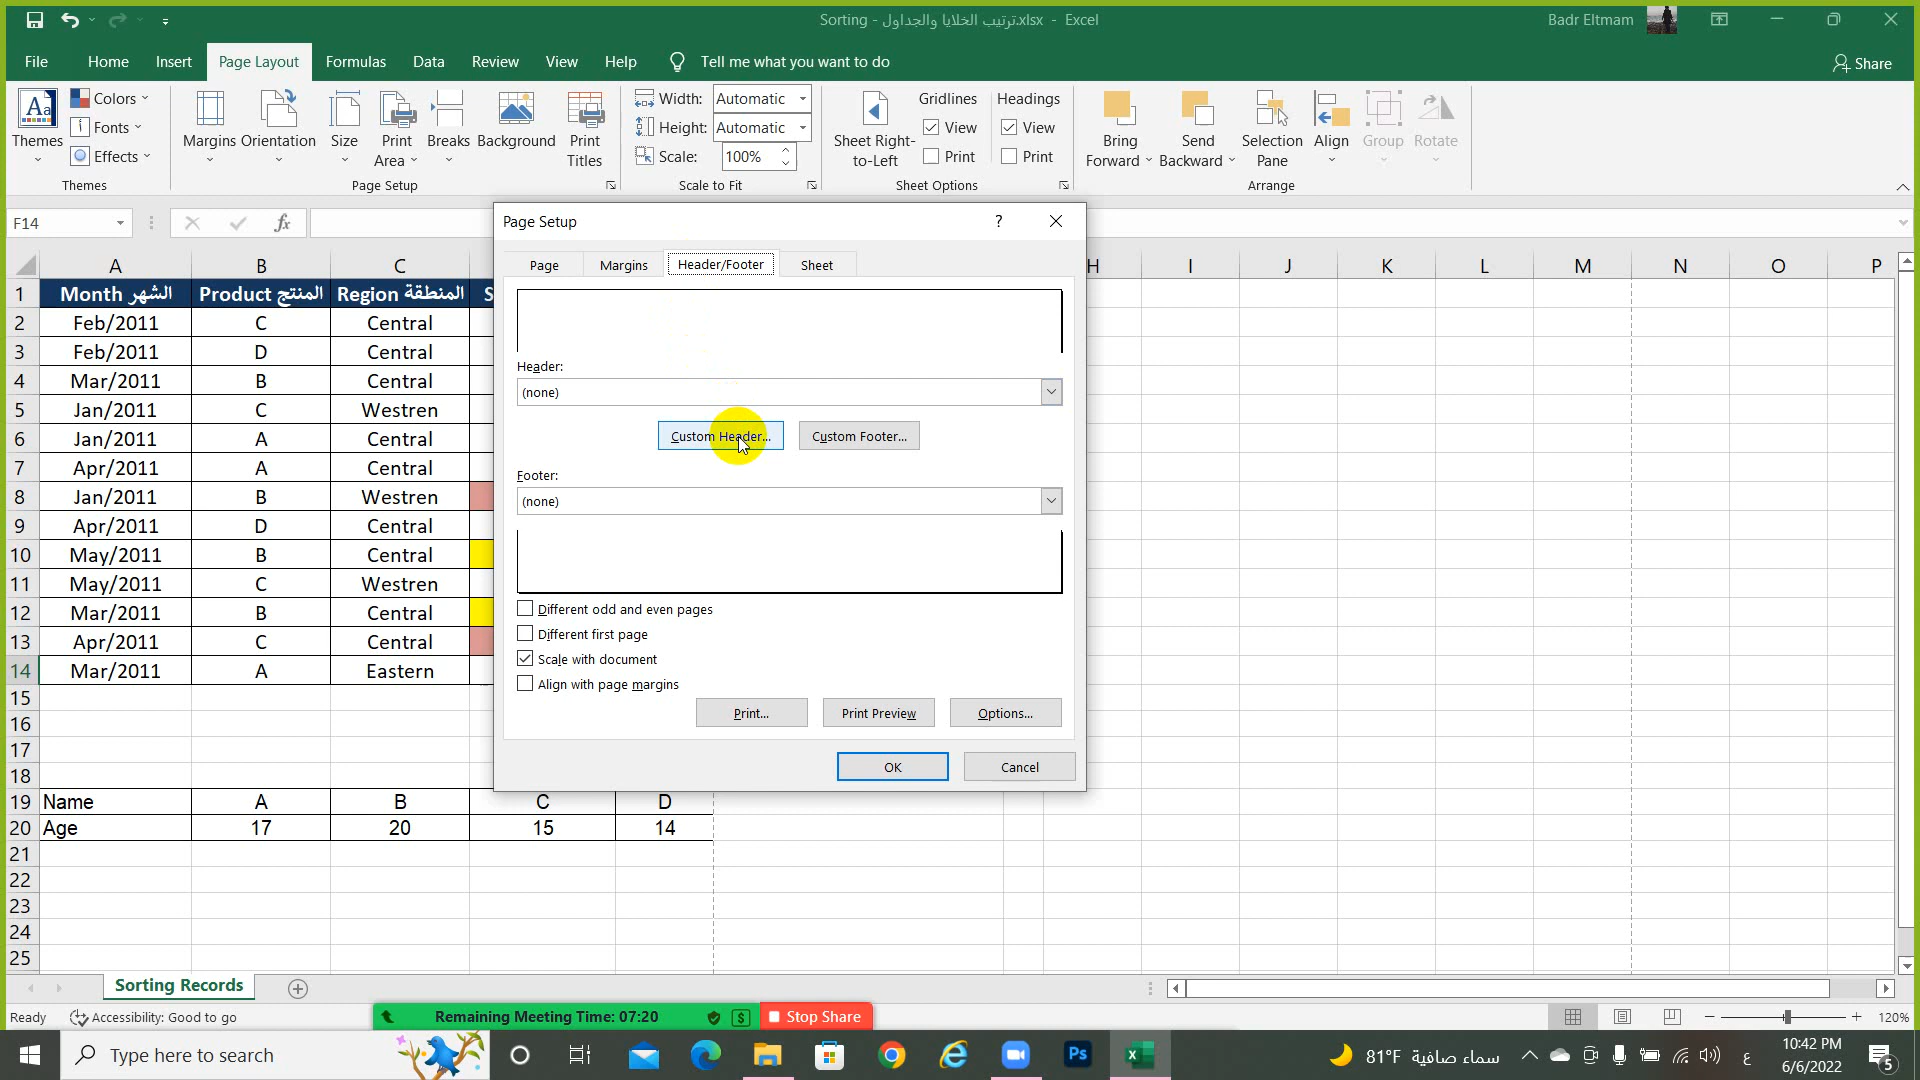 Sorting - ترتيب الخلايا والجداول.xlsx - Excel
Badr Eltmam
File Home Insert Page Layout Formulas Data Review View Help Tell me what you want to do Share
Themes
Colors
Fonts
Effects
Themes
Margins Orientation Size Print Area Breaks Background Print Titles
Page Setup
Width: Automatic
Height: Automatic
Scale: 100%
Scale to Fit
Sheet Right-to-Left
Gridlines
View
Print
Headings
View
Print
Sheet Options
Bring Forward Send Backward Selection Pane Align Group Rotate
Arrange
F14
fx
Page Setup ?
Page Margins Header/Footer Sheet
Header:
(none)
Custom Header... Custom Footer...
Footer:
(none)
Different odd and even pages
Different first page
Scale with document
Align with page margins
Print... Print Preview Options...
OK Cancel
A B C H I J K L M N O P
1 Month الشهر Product المنتج Region المنطقة S
2 Feb/2011 C Central
3 Feb/2011 D Central
4 Mar/2011 B Central
5 Jan/2011 C Westren
6 Jan/2011 A Central
7 Apr/2011 A Central
8 Jan/2011 B Westren
9 Apr/2011 D Central
10 May/2011 B Central
11 May/2011 C Westren
12 Mar/2011 B Central
13 Apr/2011 C Central
14 Mar/2011 A Eastern
15
16
17
18
19 Name A B C D
20 Age 17 20 15 14
21
22
23
24
25
Sorting Records
Ready Accessibility: Good to go
Remaining Meeting Time: 07:20 $ Stop Share
120%
Type here to search
Ps
81°F سماء صافية
ع
10:42 PM
6/6/2022
5